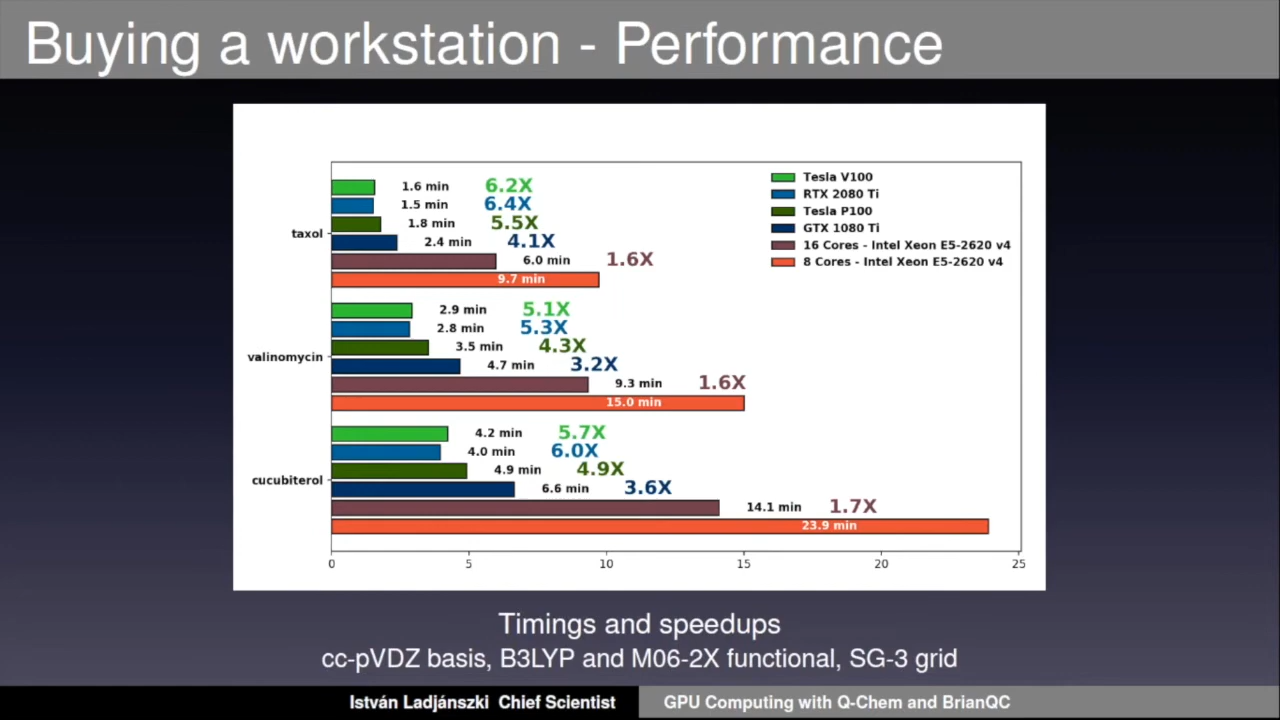 Buying a workstation - Performance
Tesla V100
RTX 2080 Ti
Tesla P100
GTX 1080 Ti
16 Cores - Intel Xeon E5-2620 v4
8 Cores - Intel Xeon E5-2620 v4
taxol
1.6 min 6.2X
1.5 min 6.4X
1.8 min 5.5X
2.4 min 4.1X
6.0 min 1.6X
9.7 min
valinomycin
2.9 min 5.1X
2.8 min 5.3X
3.5 min 4.3X
4.7 min 3.2X
9.3 min 1.6X
15.0 min
cucubiterol
4.2 min 5.7X
4.0 min 6.0X
4.9 min 4.9X
6.6 min 3.6X
14.1 min 1.7X
23.9 min
0 5 10 15 20 25
Timings and speedups
cc-pVDZ basis, B3LYP and M06-2X functional, SG-3 grid
István Ladjánszki Chief Scientist
GPU Computing with Q-Chem and BrianQC